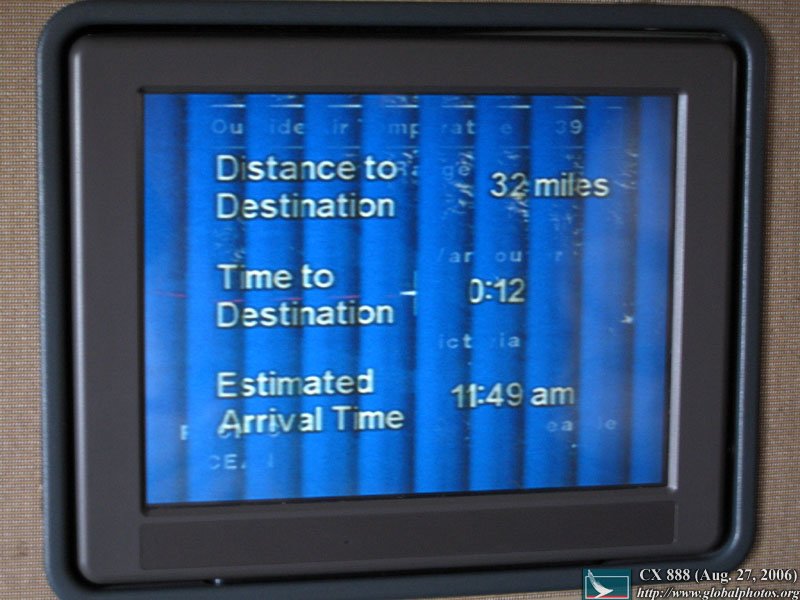 Distance to
Destination
32 miles
Time to
Destination
0:12
Estimated
Arrival Time
11:49 am
CX 888 (Aug. 27, 2006)
http://www.globalphotos.org